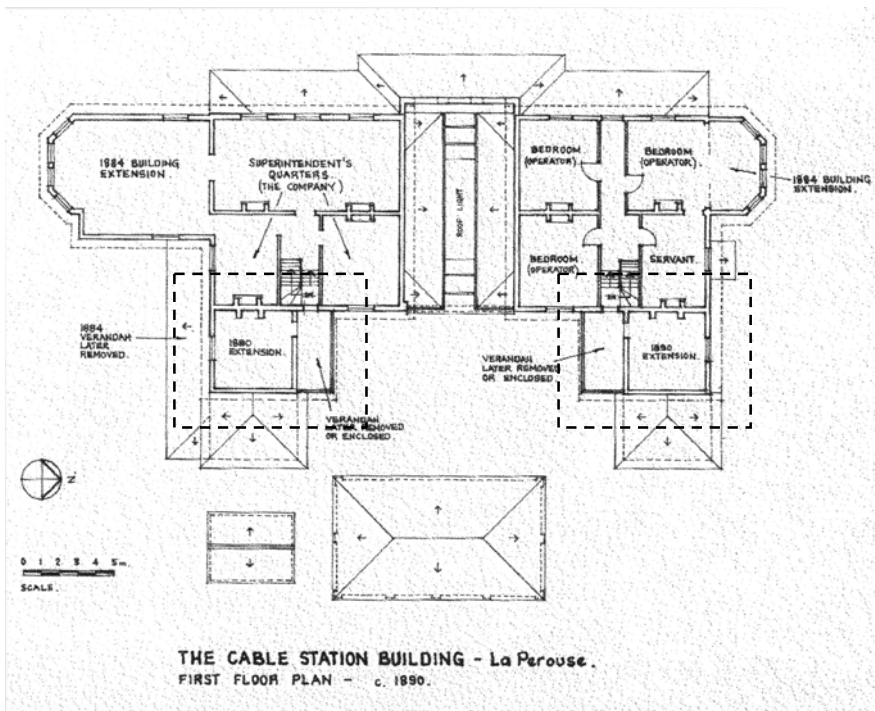 1884 BUILDING
EXTENSION.
SUPERINTENDENT'S
QUARTERS
(THE COMPANY)
ROOF LIGHT
BEDROOM
(OPERATOR)
BEDROOM
(OPERATOR).
1884 BUILDING
EXTENSION.
BEDROOM
(OPERATOR)
SERVANT.
DN
DN
1884
VERANDAH
LATER
REMOVED.
1890
EXTENSION.
VERANDAH
LATER REMOVED
OR ENCLOSED
1890
EXTENSION.
VERANDAH
LATER REMOVED
OR ENCLOSED.
N.
0 1 2 3 4 5m.
SCALE.
THE CABLE STATION BUILDING - La Perouse.
FIRST FLOOR PLAN - c. 1890.